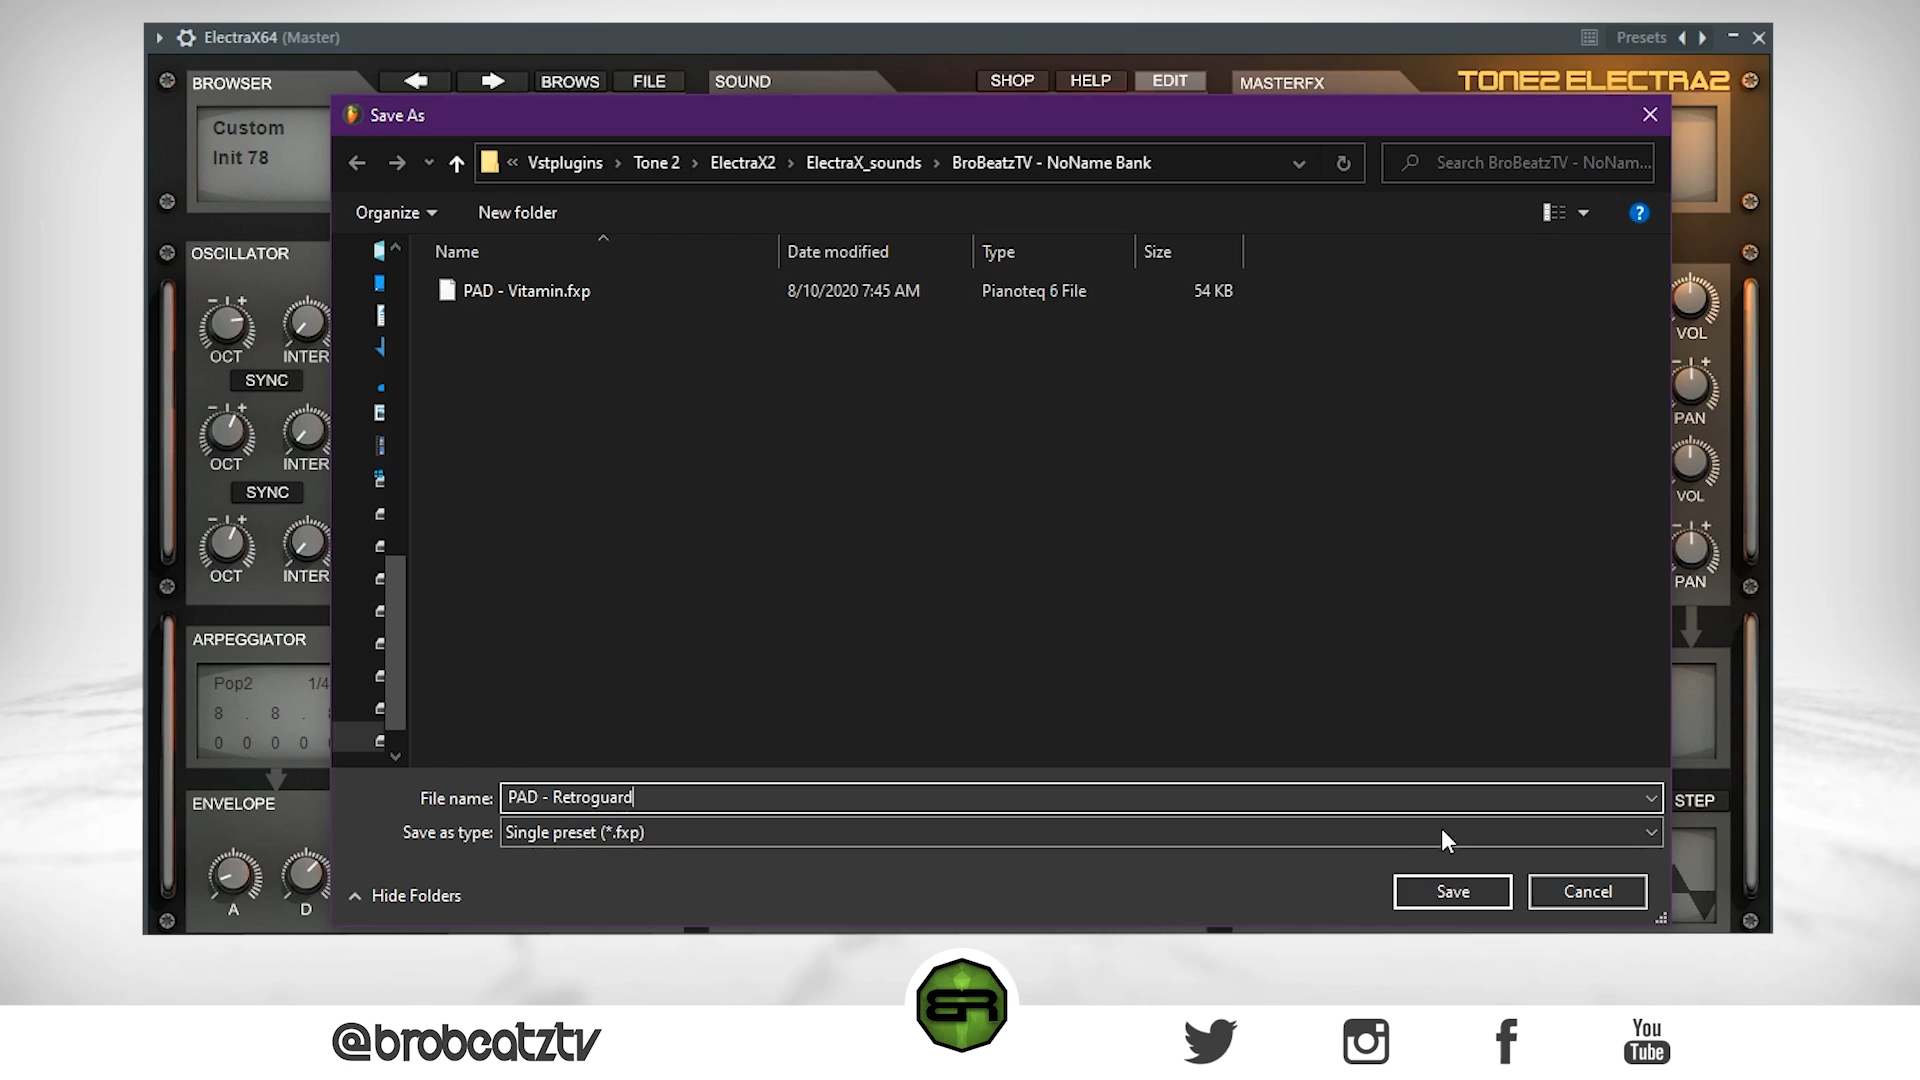 ElectraX64 (Master)
Presets
BROWSER
BROWS
FILE
SOUND
SHOP
HELP
EDIT
MASTERFX
TONE2 ELECTRA2
Custom
Init 78
Save As
« Vstplugins › Tone 2 › ElectraX2 › ElectraX_sounds › BroBeatzTV - NoName Bank
Search BroBeatzTV - NoNam...
Organize
New folder
?
Name
Date modified
Type
Size
PAD - Vitamin.fxp
8/10/2020 7:45 AM
Pianoteq 6 File
54 KB
OSCILLATOR
OCT
INTER
SYNC
OCT
INTER
SYNC
OCT
INTER
VOL
PAN
VOL
PAN
ARPEGGIATOR
Pop2
1/4
8 . 8 .
0 0 0 0
ENVELOPE
A
D
STEP
File name: PAD - Retroguard
Save as type: Single preset (*.fxp)
Hide Folders
Save
Cancel
BR
@brobeatztv
You
Tube